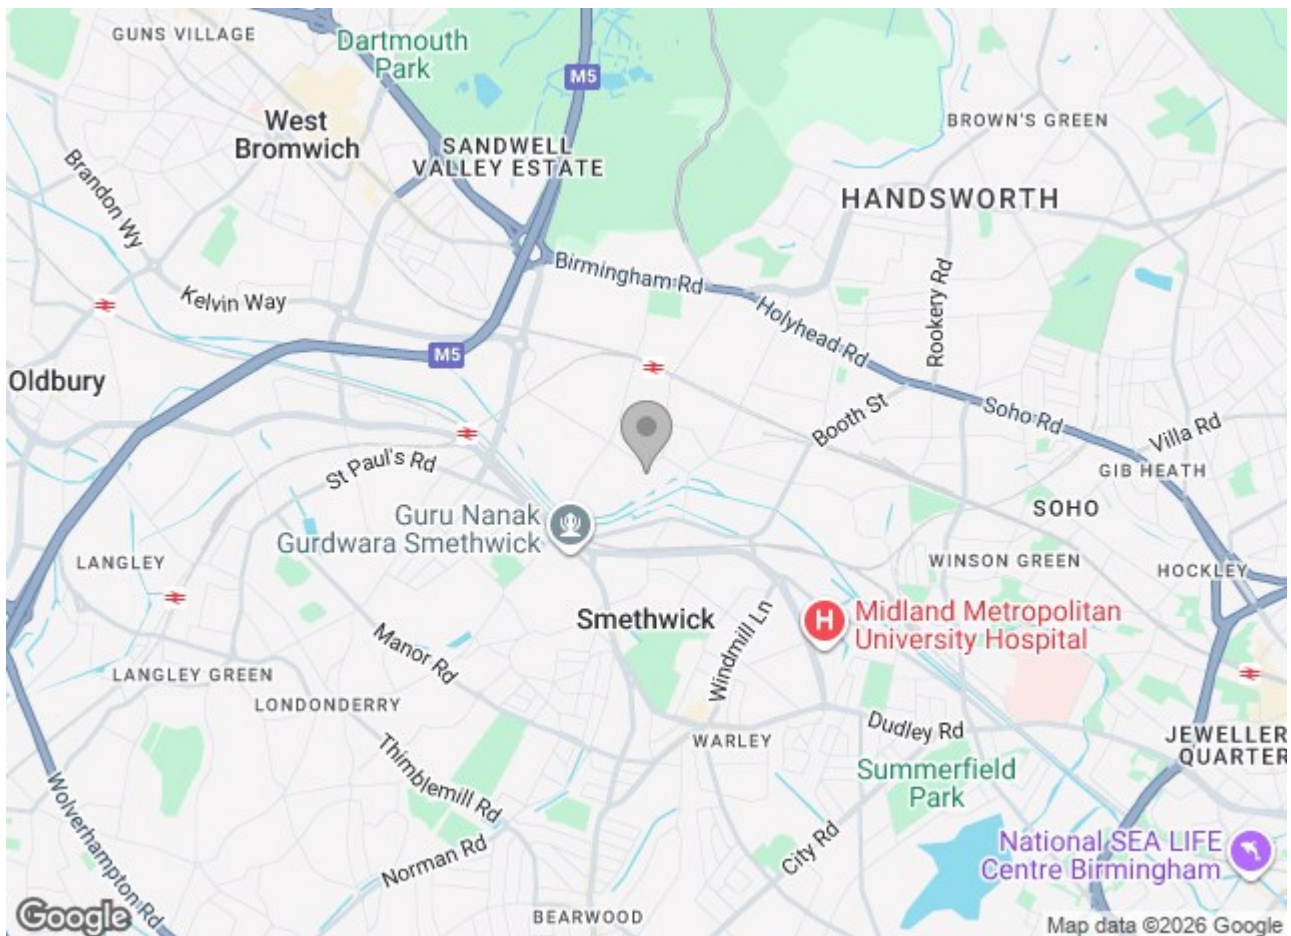 GUNS VILLAGE
Dartmouth
Park
M5
West
Bromwich
SANDWELL
VALLEY ESTATE
BROWN'S GREEN
Brandon Wy
HANDSWORTH
Birmingham Rd
Kelvin Way
Holyhead Rd
Rookery Rd
M5
Oldbury
Booth St
Soho Rd
Villa Rd
St Paul's Rd
GIB HEATH
Guru Nanak
Gurdwara Smethwick
SOHO
LANGLEY
WINSON GREEN
HOCKLEY
Smethwick
Windmill Ln
H
Midland Metropolitan
University Hospital
Manor Rd
LANGLEY GREEN
LONDONDERRY
Dudley Rd
WARLEY
JEWELLER
QUARTER
Thimblemill Rd
Summerfield
Park
Wolverhampton Rd
Norman Rd
City Rd
National SEA LIFE
Centre Birmingham
BEARWOOD
Google
Map data ©2026 Google